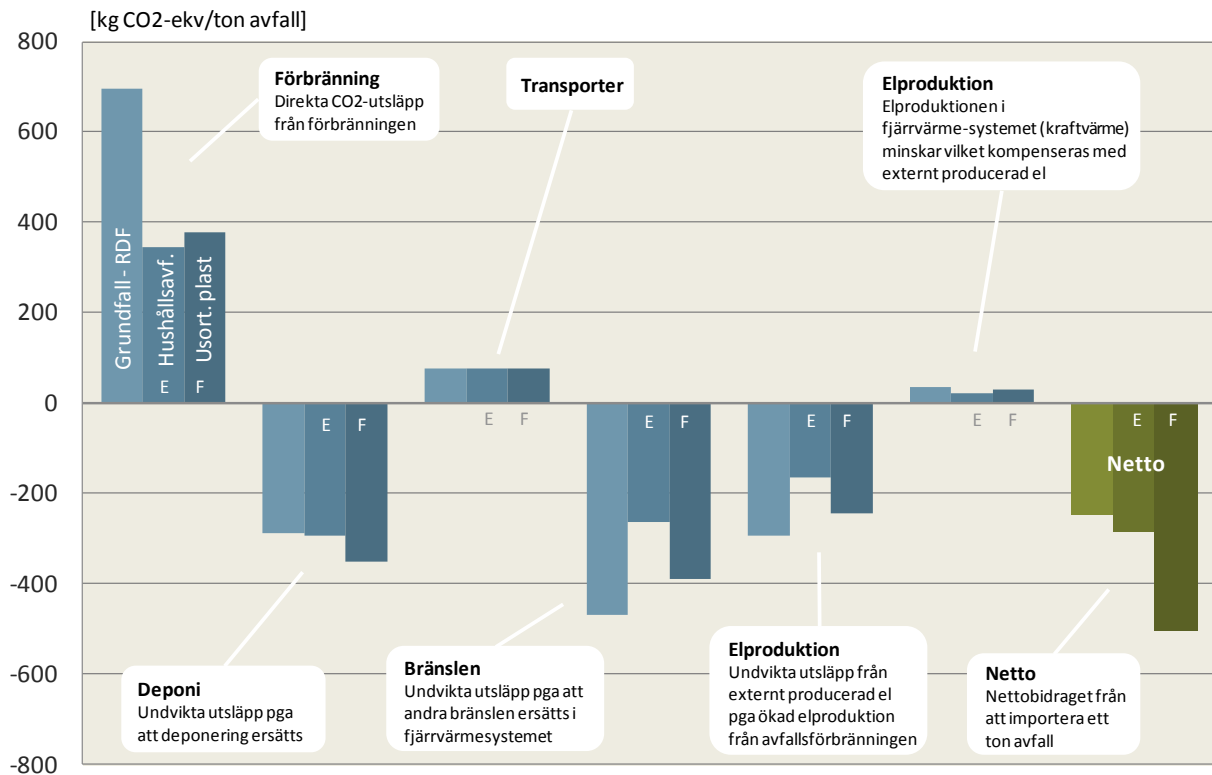 [kg CO2-ekv/ton avfall]
800
600
400
200
0
-200
-400
-600
-800
Förbränning
Direkta CO2-utsläpp
från förbränningen
Transporter
Elproduktion
Elproduktionen i
fjärrvärme-systemet (kraftvärme)
minskar vilket kompenseras med
externt producerad el
Grundfall - RDF
Hushållsavf.
Usort. plast
E F
E F
E F
E F
E F
E F
E F
Netto
Deponi
Undvikta utsläpp pga
att deponering ersätts
Bränslen
Undvikta utsläpp pga att
andra bränslen ersätts i
fjärrvärmesystemet
Elproduktion
Undvikta utsläpp från
externt producerad el
pga ökad elproduktion
från avfallsförbränningen
Netto
Nettobidraget från
att importera ett
ton avfall